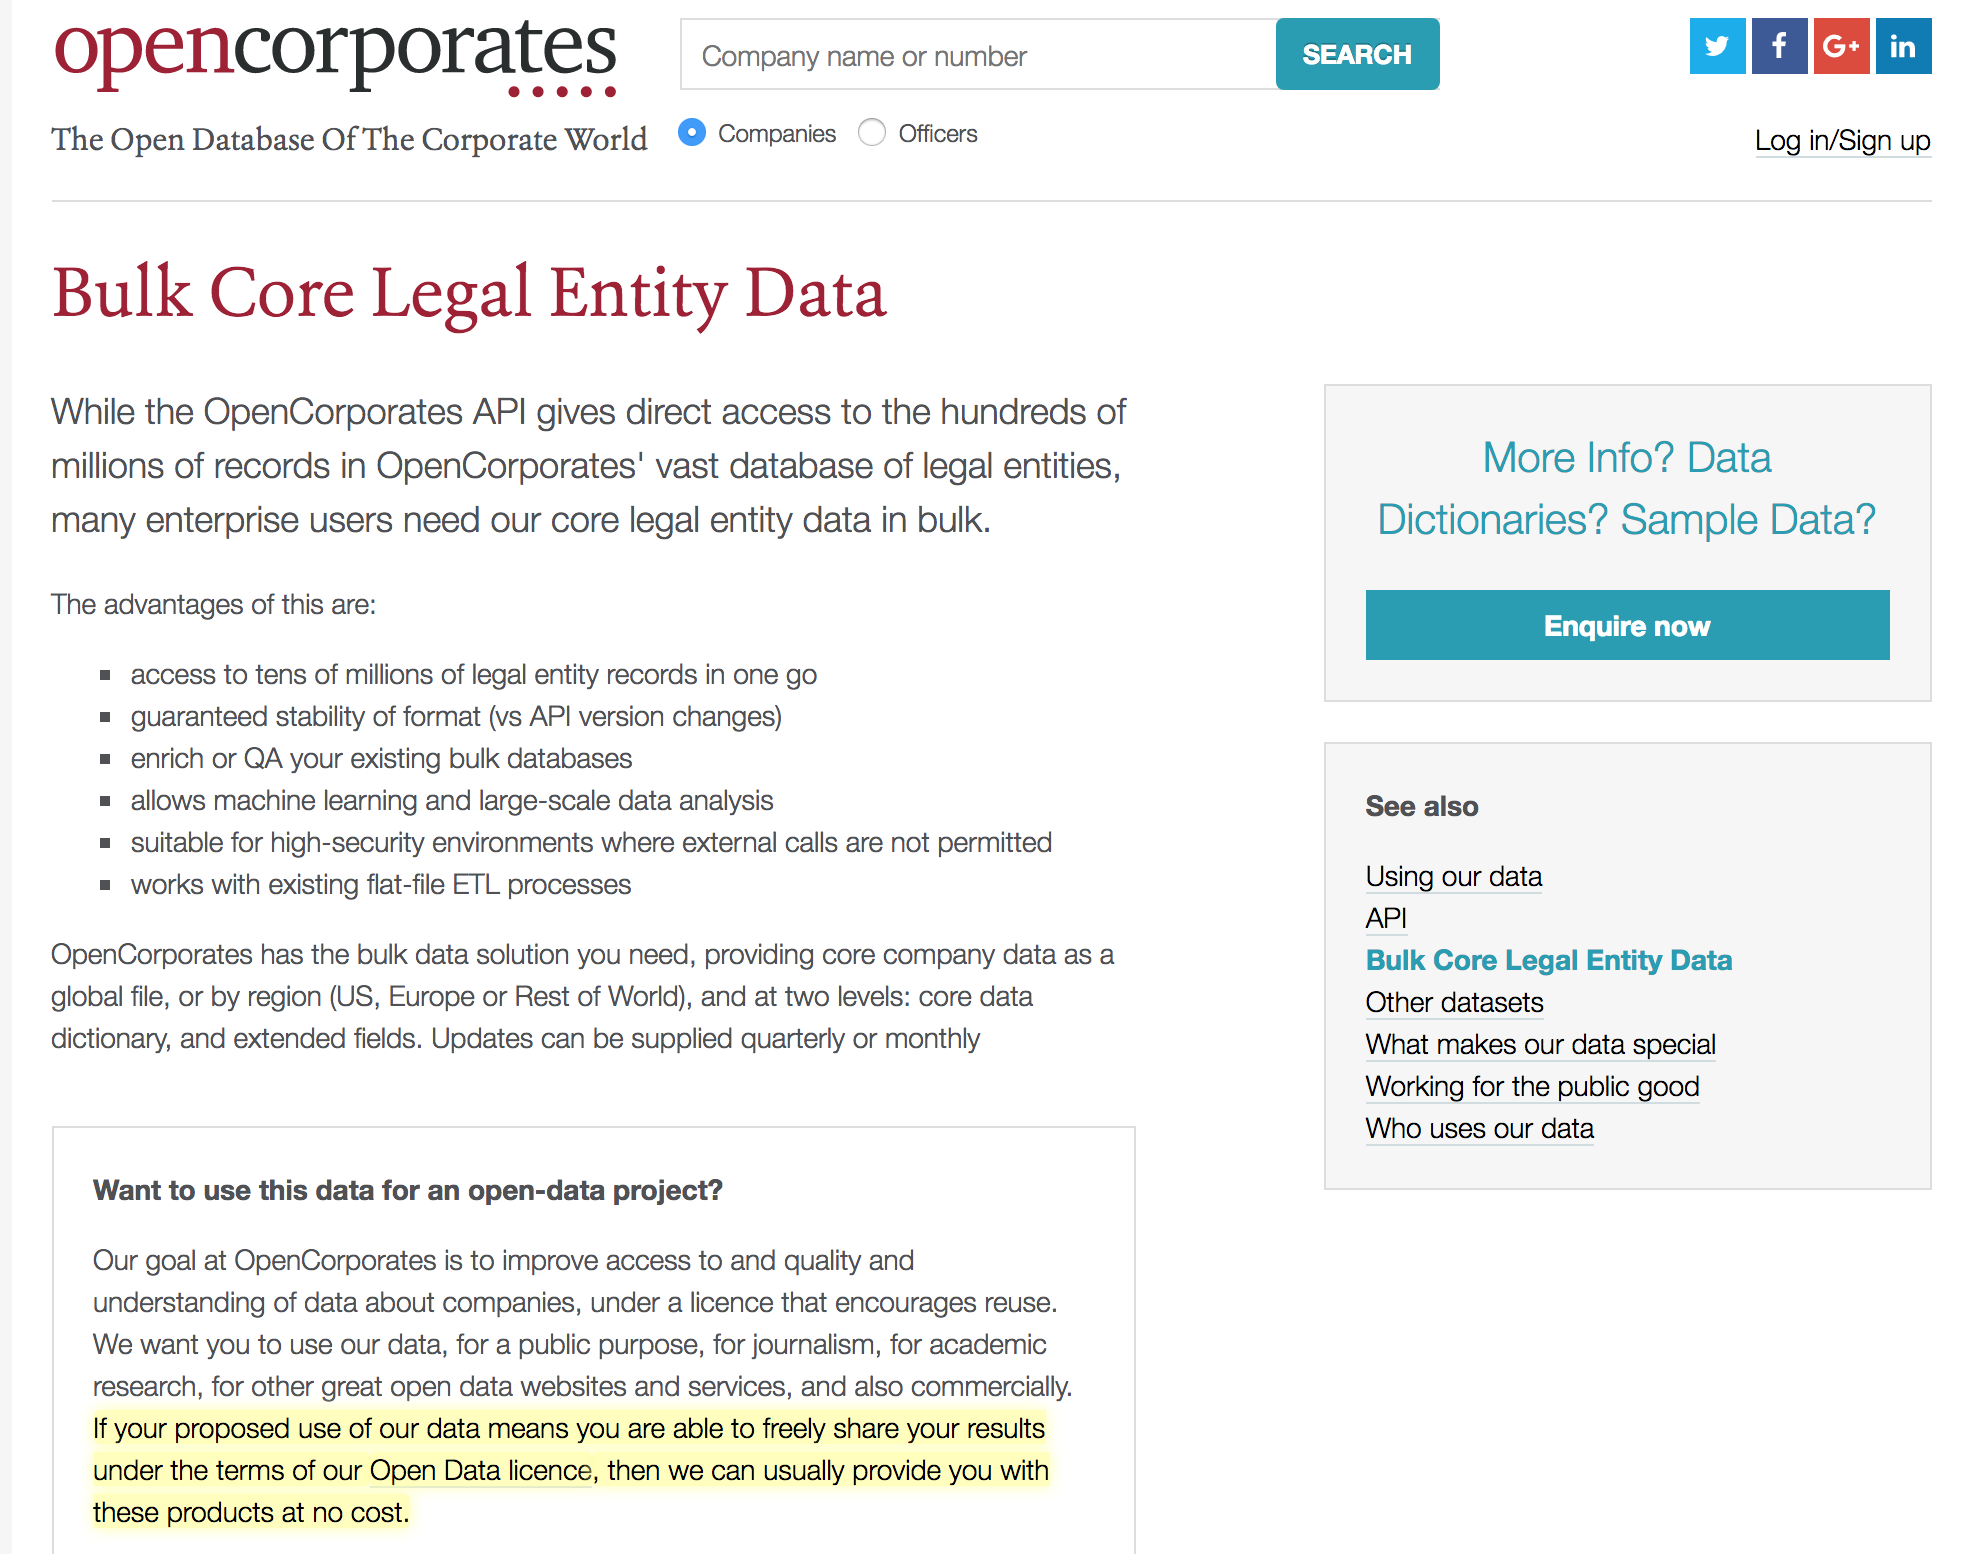 opencorporates
The Open Database Of The Corporate World
Company name or number
SEARCH
Companies
Officers
G+
in
Log in/Sign up
Bulk Core Legal Entity Data
While the OpenCorporates API gives direct access to the hundreds of
millions of records in OpenCorporates' vast database of legal entities,
many enterprise users need our core legal entity data in bulk.
The advantages of this are:
access to tens of millions of legal entity records in one go
guaranteed stability of format (vs API version changes)
enrich or QA your existing bulk databases
allows machine learning and large-scale data analysis
suitable for high-security environments where external calls are not permitted
works with existing flat-file ETL processes
OpenCorporates has the bulk data solution you need, providing core company data as a
global file, or by region (US, Europe or Rest of World), and at two levels: core data
dictionary, and extended fields. Updates can be supplied quarterly or monthly
Want to use this data for an open-data project?
Our goal at OpenCorporates is to improve access to and quality and
understanding of data about companies, under a licence that encourages reuse.
We want you to use our data, for a public purpose, for journalism, for academic
research, for other great open data websites and services, and also commercially.
If your proposed use of our data means you are able to freely share your results
under the terms of our Open Data licence, then we can usually provide you with
these products at no cost.
More Info? Data
Dictionaries? Sample Data?
Enquire now
See also
Using our data
API
Bulk Core Legal Entity Data
Other datasets
What makes our data special
Working for the public good
Who uses our data